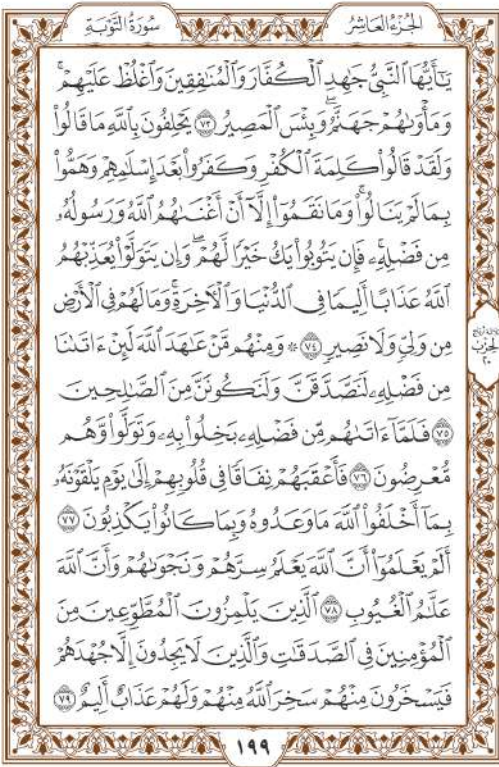 الجُزْءُ العَاشِرُ
سُورَةُ التَّوْبَةِ
يَـٰٓأَيُّهَا ٱلنَّبِىُّ جَـٰهِدِ ٱلْكُفَّارَ وَٱلْمُنَـٰفِقِينَ وَٱغْلُظْ عَلَيْهِمْ ۚ
وَمَأْوَىٰهُمْ جَهَنَّمُ ۖ وَبِئْسَ ٱلْمَصِيرُ ٧٣ يَحْلِفُونَ بِٱللَّهِ مَا قَالُوا۟
وَلَقَدْ قَالُوا۟ كَلِمَةَ ٱلْكُفْرِ وَكَفَرُوا۟ بَعْدَ إِسْلَـٰمِهِمْ وَهَمُّوا۟
بِمَا لَمْ يَنَالُوا۟ ۚ وَمَا نَقَمُوٓا۟ إِلَّآ أَنْ أَغْنَىٰهُمُ ٱللَّهُ وَرَسُولُهُۥ
مِن فَضْلِهِۦ ۚ فَإِن يَتُوبُوا۟ يَكُ خَيْرًا لَّهُمْ ۖ وَإِن يَتَوَلَّوْا۟ يُعَذِّبْهُمُ
ٱللَّهُ عَذَابًا أَلِيمًا فِى ٱلدُّنْيَا وَٱلْـَٔاخِرَةِ ۚ وَمَا لَهُمْ فِى ٱلْأَرْضِ
مِن وَلِىٍّ وَلَا نَصِيرٍ ٧٤ ۞ وَمِنْهُم مَّنْ عَـٰهَدَ ٱللَّهَ لَئِنْ ءَاتَىٰنَا
مِن فَضْلِهِۦ لَنَصَّدَّقَنَّ وَلَنَكُونَنَّ مِنَ ٱلصَّـٰلِحِينَ
٧٥ فَلَمَّآ ءَاتَىٰهُم مِّن فَضْلِهِۦ بَخِلُوا۟ بِهِۦ وَتَوَلَّوا۟ وَّهُم
مُّعْرِضُونَ ٧٦ فَأَعْقَبَهُمْ نِفَاقًا فِى قُلُوبِهِمْ إِلَىٰ يَوْمِ يَلْقَوْنَهُۥ
بِمَآ أَخْلَفُوا۟ ٱللَّهَ مَا وَعَدُوهُ وَبِمَا كَانُوا۟ يَكْذِبُونَ ٧٧
أَلَمْ يَعْلَمُوٓا۟ أَنَّ ٱللَّهَ يَعْلَمُ سِرَّهُمْ وَنَجْوَىٰهُمْ وَأَنَّ ٱللَّهَ
عَلَّـٰمُ ٱلْغُيُوبِ ٧٨ ٱلَّذِينَ يَلْمِزُونَ ٱلْمُطَّوِّعِينَ مِنَ
ٱلْمُؤْمِنِينَ فِى ٱلصَّدَقَـٰتِ وَٱلَّذِينَ لَا يَجِدُونَ إِلَّا جُهْدَهُمْ
فَيَسْخَرُونَ مِنْهُمْ ۙ سَخِرَ ٱللَّهُ مِنْهُمْ وَلَهُمْ عَذَابٌ أَلِيمٌ ٧٩
الحِزْب
٢٠
١٩٩